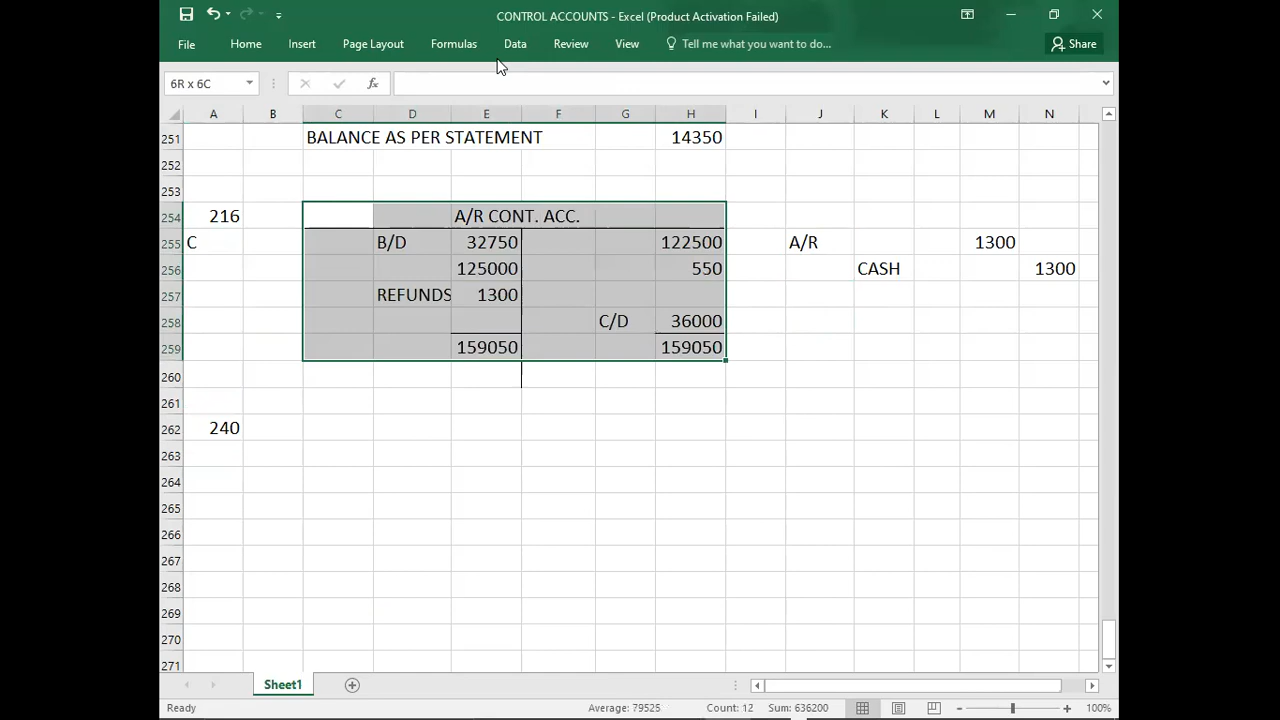 CONTROL ACCOUNTS - Excel (Product Activation Failed)
File Home Insert Page Layout Formulas Data Review View Tell me what you want to do... Share
6R x 6C fx
A B C D E F G H I J K L M N
251 BALANCE AS PER STATEMENT 14350
252
253
254 216 A/R CONT. ACC.
255 C B/D 32750 122500 A/R 1300
256 125000 550 CASH 1300
257 REFUNDS 1300
258 C/D 36000
259 159050 159050
260
261
262 240
263
264
265
266
267
268
269
270
271
Sheet1
Ready Average: 79525 Count: 12 Sum: 636200 100%